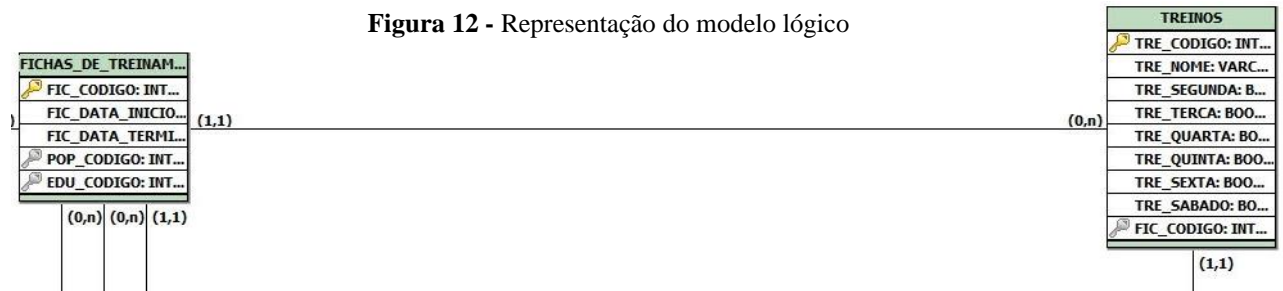 Figura 12 - Representação do modelo lógico
FICHAS_DE_TREINAM...
FIC_CODIGO: INT...
FIC_DATA_INICIO...
FIC_DATA_TERMI...
POP_CODIGO: INT...
EDU_CODIGO: INT...
)
(1,1)
(0,n)
(0,n) (0,n) (1,1)
TREINOS
TRE_CODIGO: INT...
TRE_NOME: VARC...
TRE_SEGUNDA: B...
TRE_TERCA: BOO...
TRE_QUARTA: BO...
TRE_QUINTA: BOO...
TRE_SEXTA: BOO...
TRE_SABADO: BO...
FIC_CODIGO: INT...
(1,1)